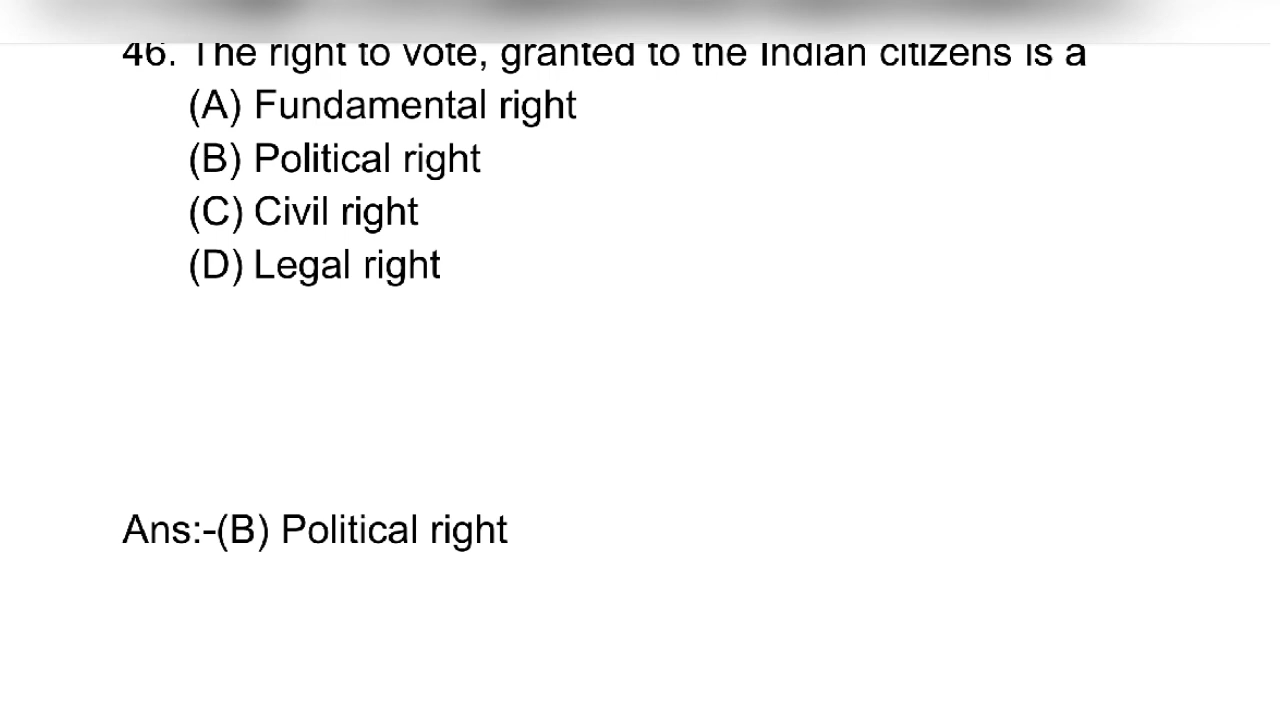 46. The right to vote, granted to the Indian citizens is a
(A) Fundamental right
(B) Political right
(C) Civil right
(D) Legal right
Ans:-(B) Political right